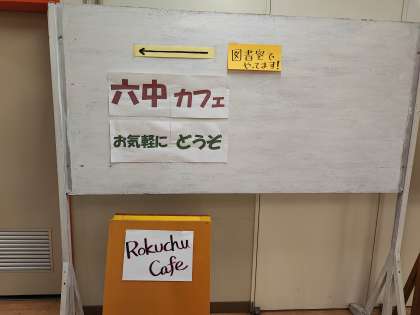 図書室で
やってます!
六中 カフェ
お気軽に どうぞ
Rokuchu
Cafe